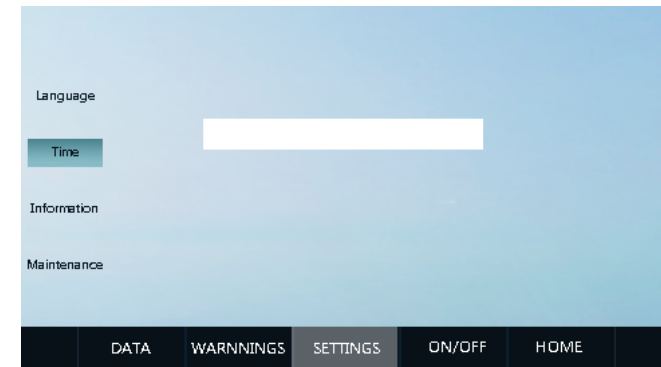 Language
Time
Information
Maintenance
DATA WARNNINGS SETTINGS ON/OFF HOME